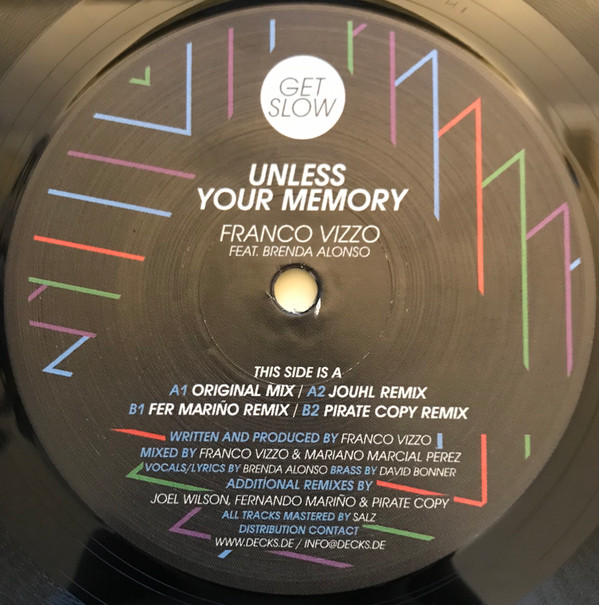 GET
SLOW
UNLESS
YOUR MEMORY
FRANCO VIZZO
FEAT. BRENDA ALONSO
THIS SIDE IS A
A1 ORIGINAL MIX / A2 JOUHL REMIX
B1 FER MARIÑO REMIX / B2 PIRATE COPY REMIX
WRITTEN AND PRODUCED BY FRANCO VIZZO
MIXED BY FRANCO VIZZO & MARIANO MARCIAL PEREZ
VOCALS/LYRICS BY BRENDA ALONSO BRASS BY DAVID BONNER
ADDITIONAL REMIXES BY
JOEL WILSON, FERNANDO MARIÑO & PIRATE COPY
ALL TRACKS MASTERED BY SALZ
DISTRIBUTION CONTACT
WWW.DECKS.DE / INFO@DECKS.DE